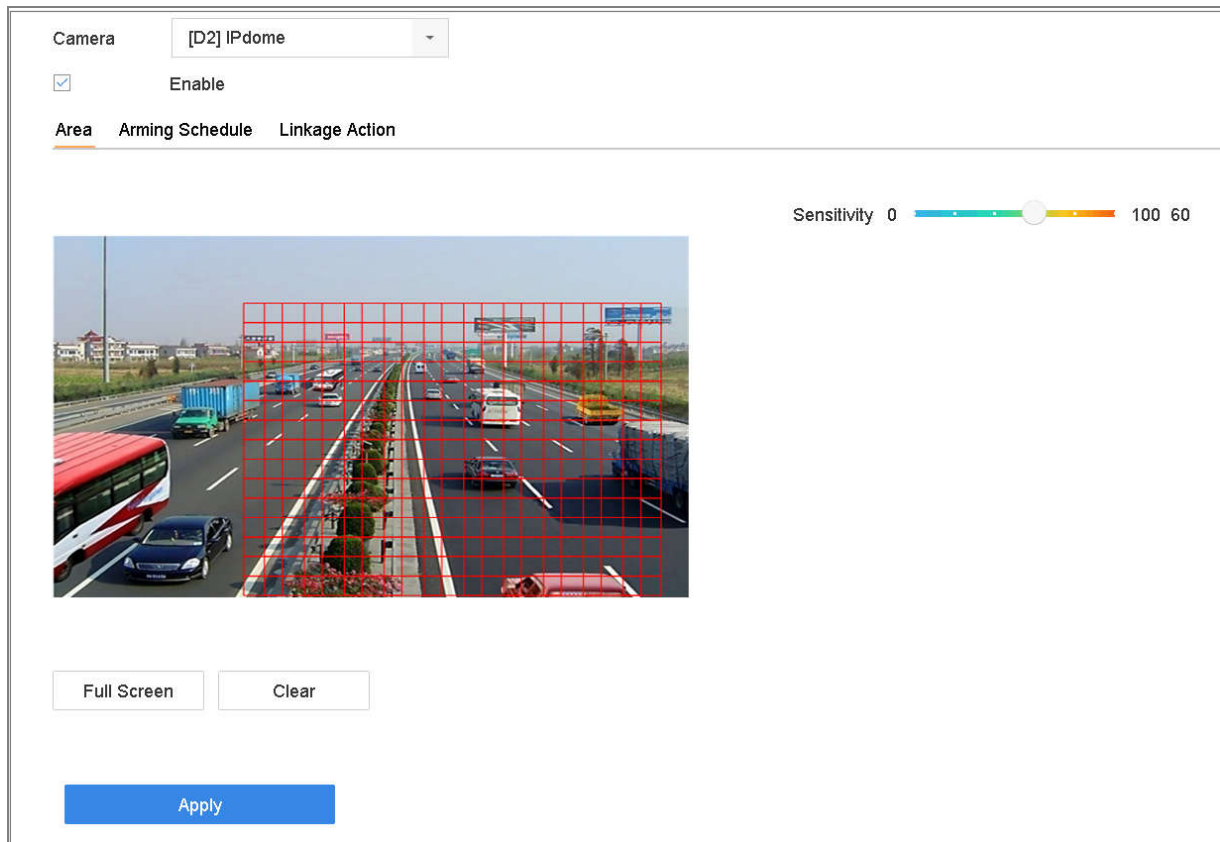 Camera [D2] IPdome
Enable
Area Arming Schedule Linkage Action
Sensitivity 0 100 60
Full Screen Clear
Apply